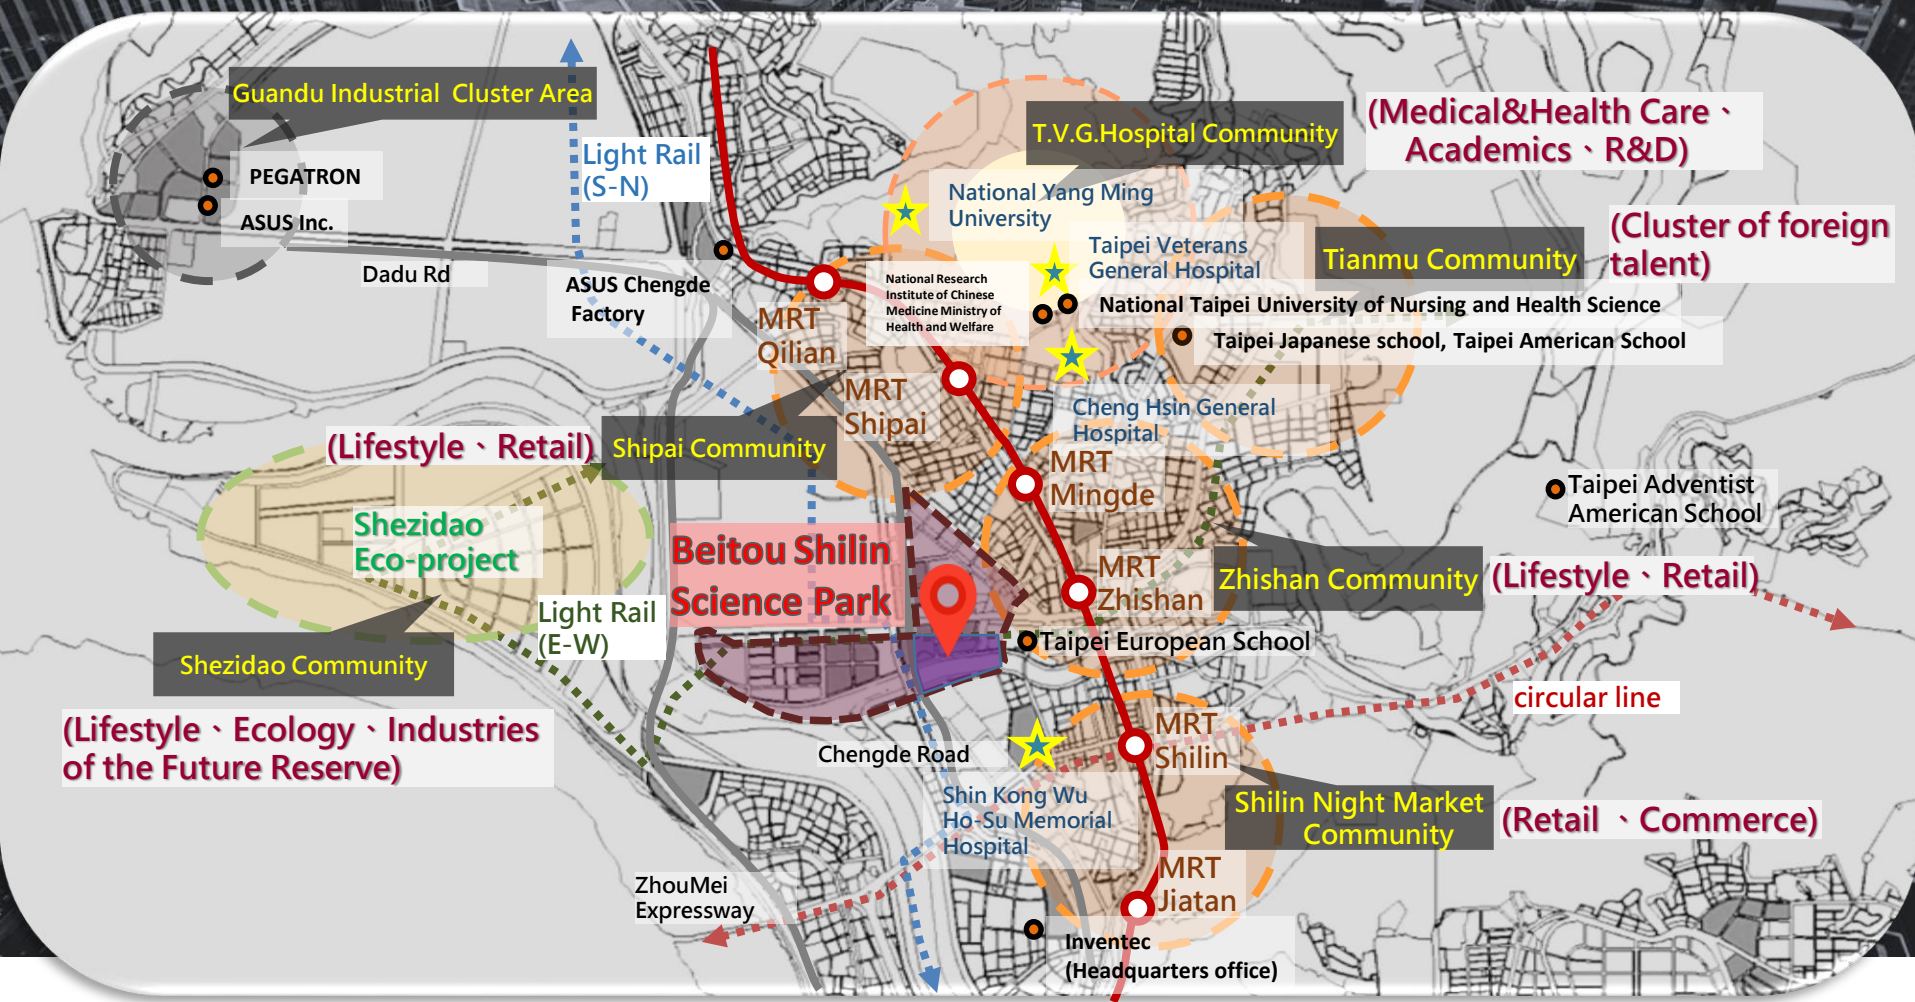 Guandu Industrial Cluster Area
PEGATRON
ASUS Inc.
Dadu Rd
Light Rail
(S-N)
ASUS Chengde
Factory
T.V.G.Hospital Community
(Medical&Health Care、
Academics、R&D)
National Yang Ming
University
Taipei Veterans
General Hospital
Tianmu Community
(Cluster of foreign
talent)
National Research
Institute of Chinese
Medicine Ministry of
Health and Welfare
National Taipei University of Nursing and Health Science
Taipei Japanese school, Taipei American School
MRT
Qilian
MRT
Shipai
Cheng Hsin General
Hospital
(Lifestyle、Retail)
Shipai Community
MRT
Mingde
Taipei Adventist
American School
Shezidao
Eco-project
Beitou Shilin
Science Park
MRT
Zhishan
Zhishan Community
(Lifestyle、Retail)
Light Rail
(E-W)
Taipei European School
Shezidao Community
(Lifestyle、Ecology、Industries
of the Future Reserve)
circular line
Chengde Road
MRT
Shilin
Shin Kong Wu
Ho-Su Memorial
Hospital
Shilin Night Market
Community
(Retail 、Commerce)
ZhouMei
Expressway
MRT
Jiatan
Inventec
(Headquarters office)